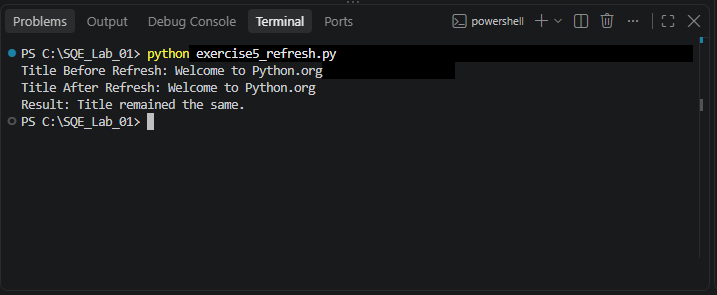 Problems Output Debug Console Terminal Ports powershell
PS C:\SQE_Lab_01> python exercise5_refresh.py
Title Before Refresh: Welcome to Python.org
Title After Refresh: Welcome to Python.org
Result: Title remained the same.
PS C:\SQE_Lab_01>